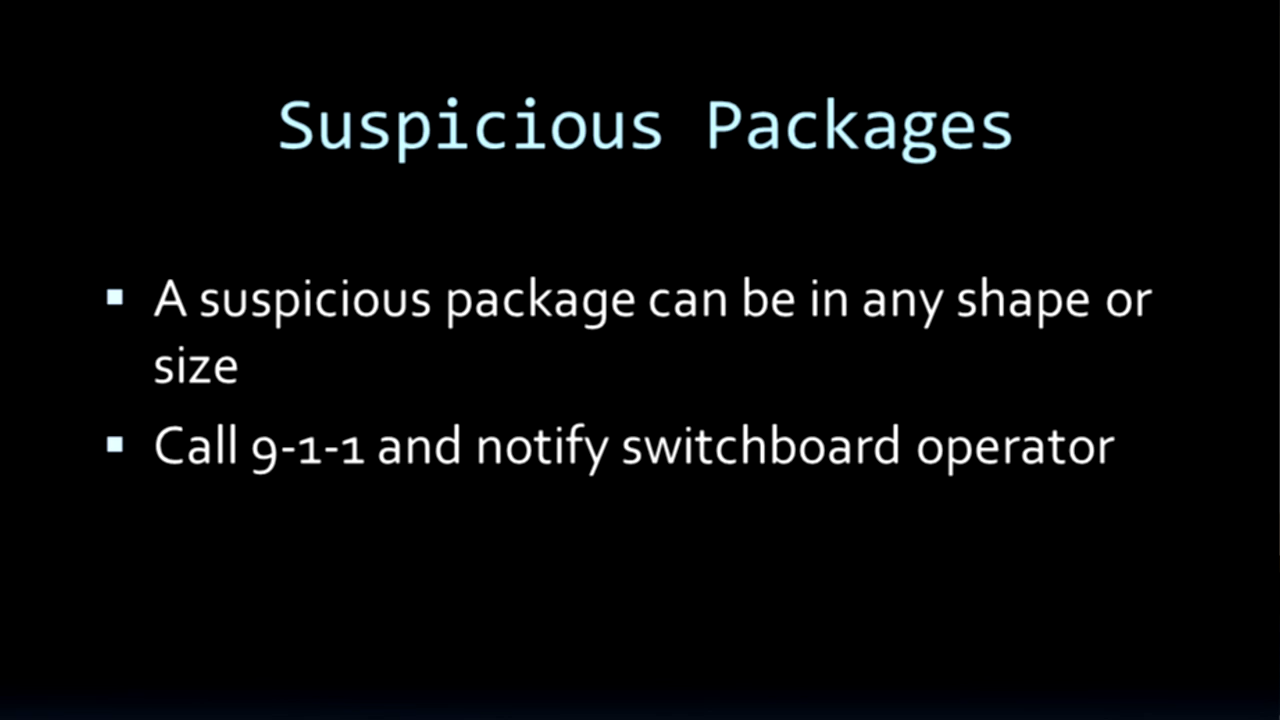 Suspicious Packages
▪ A suspicious package can be in any shape or
size
▪ Call 9-1-1 and notify switchboard operator